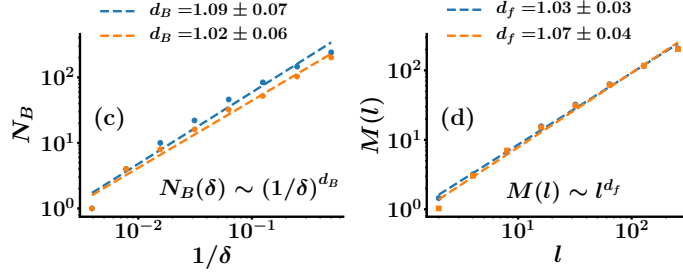 d_B = 1.09 ± 0.07
d_B = 1.02 ± 0.06
10^2
10^1
10^0
N_B
(c)
N_B(δ) ∼ (1/δ)^{d_B}
10^{-2} 10^{-1}
1/δ
d_f = 1.03 ± 0.03
d_f = 1.07 ± 0.04
10^2
10^1
10^0
M(l)
(d)
M(l) ∼ l^{d_f}
10^1 10^2
l